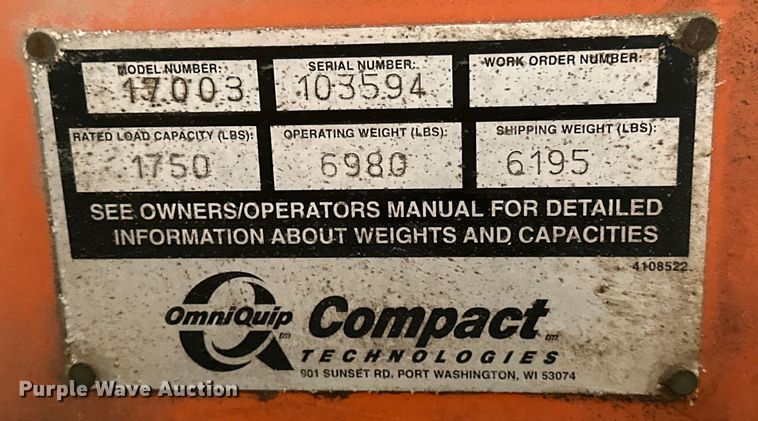 MODEL NUMBER: SERIAL NUMBER: WORK ORDER NUMBER:
17003 103594
RATED LOAD CAPACITY (LBS): OPERATING WEIGHT (LBS): SHIPPING WEIGHT (LBS):
1750 6980 6195
SEE OWNERS/OPERATORS MANUAL FOR DETAILED
INFORMATION ABOUT WEIGHTS AND CAPACITIES
4108522
OmniQuip tm Compact tm
TECHNOLOGIES
901 SUNSET RD, PORT WASHINGTON, WI 53074
Purple Wave Auction